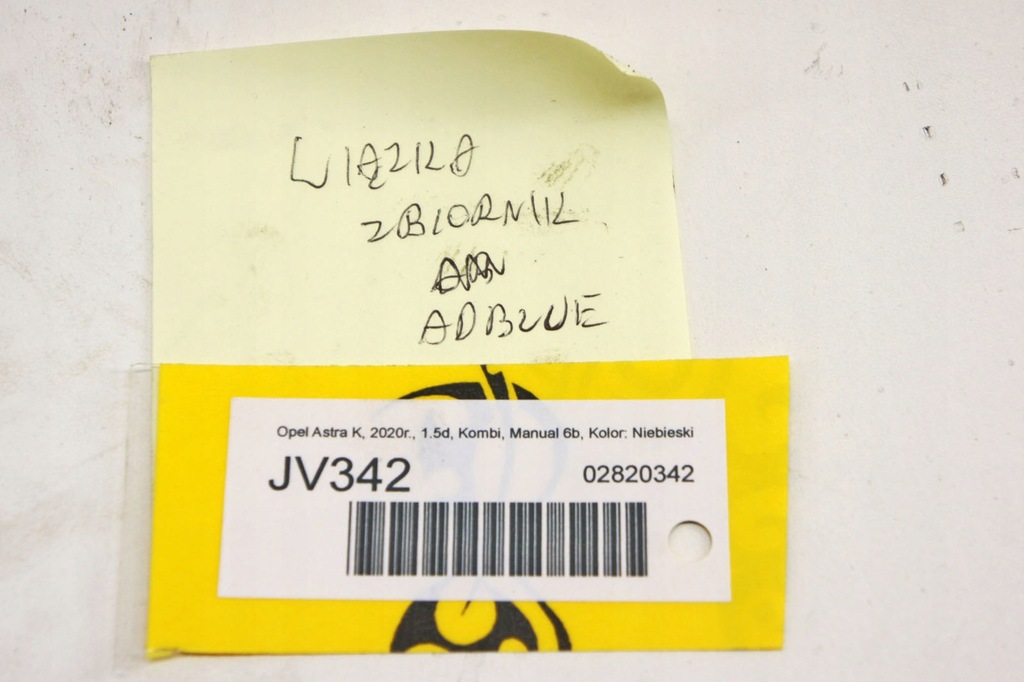 WIĄZKA
ZBIORNIK
ADBLUE
Opel Astra K, 2020r., 1.5d, Kombi, Manual 6b, Kolor: Niebieski
JV342 02820342